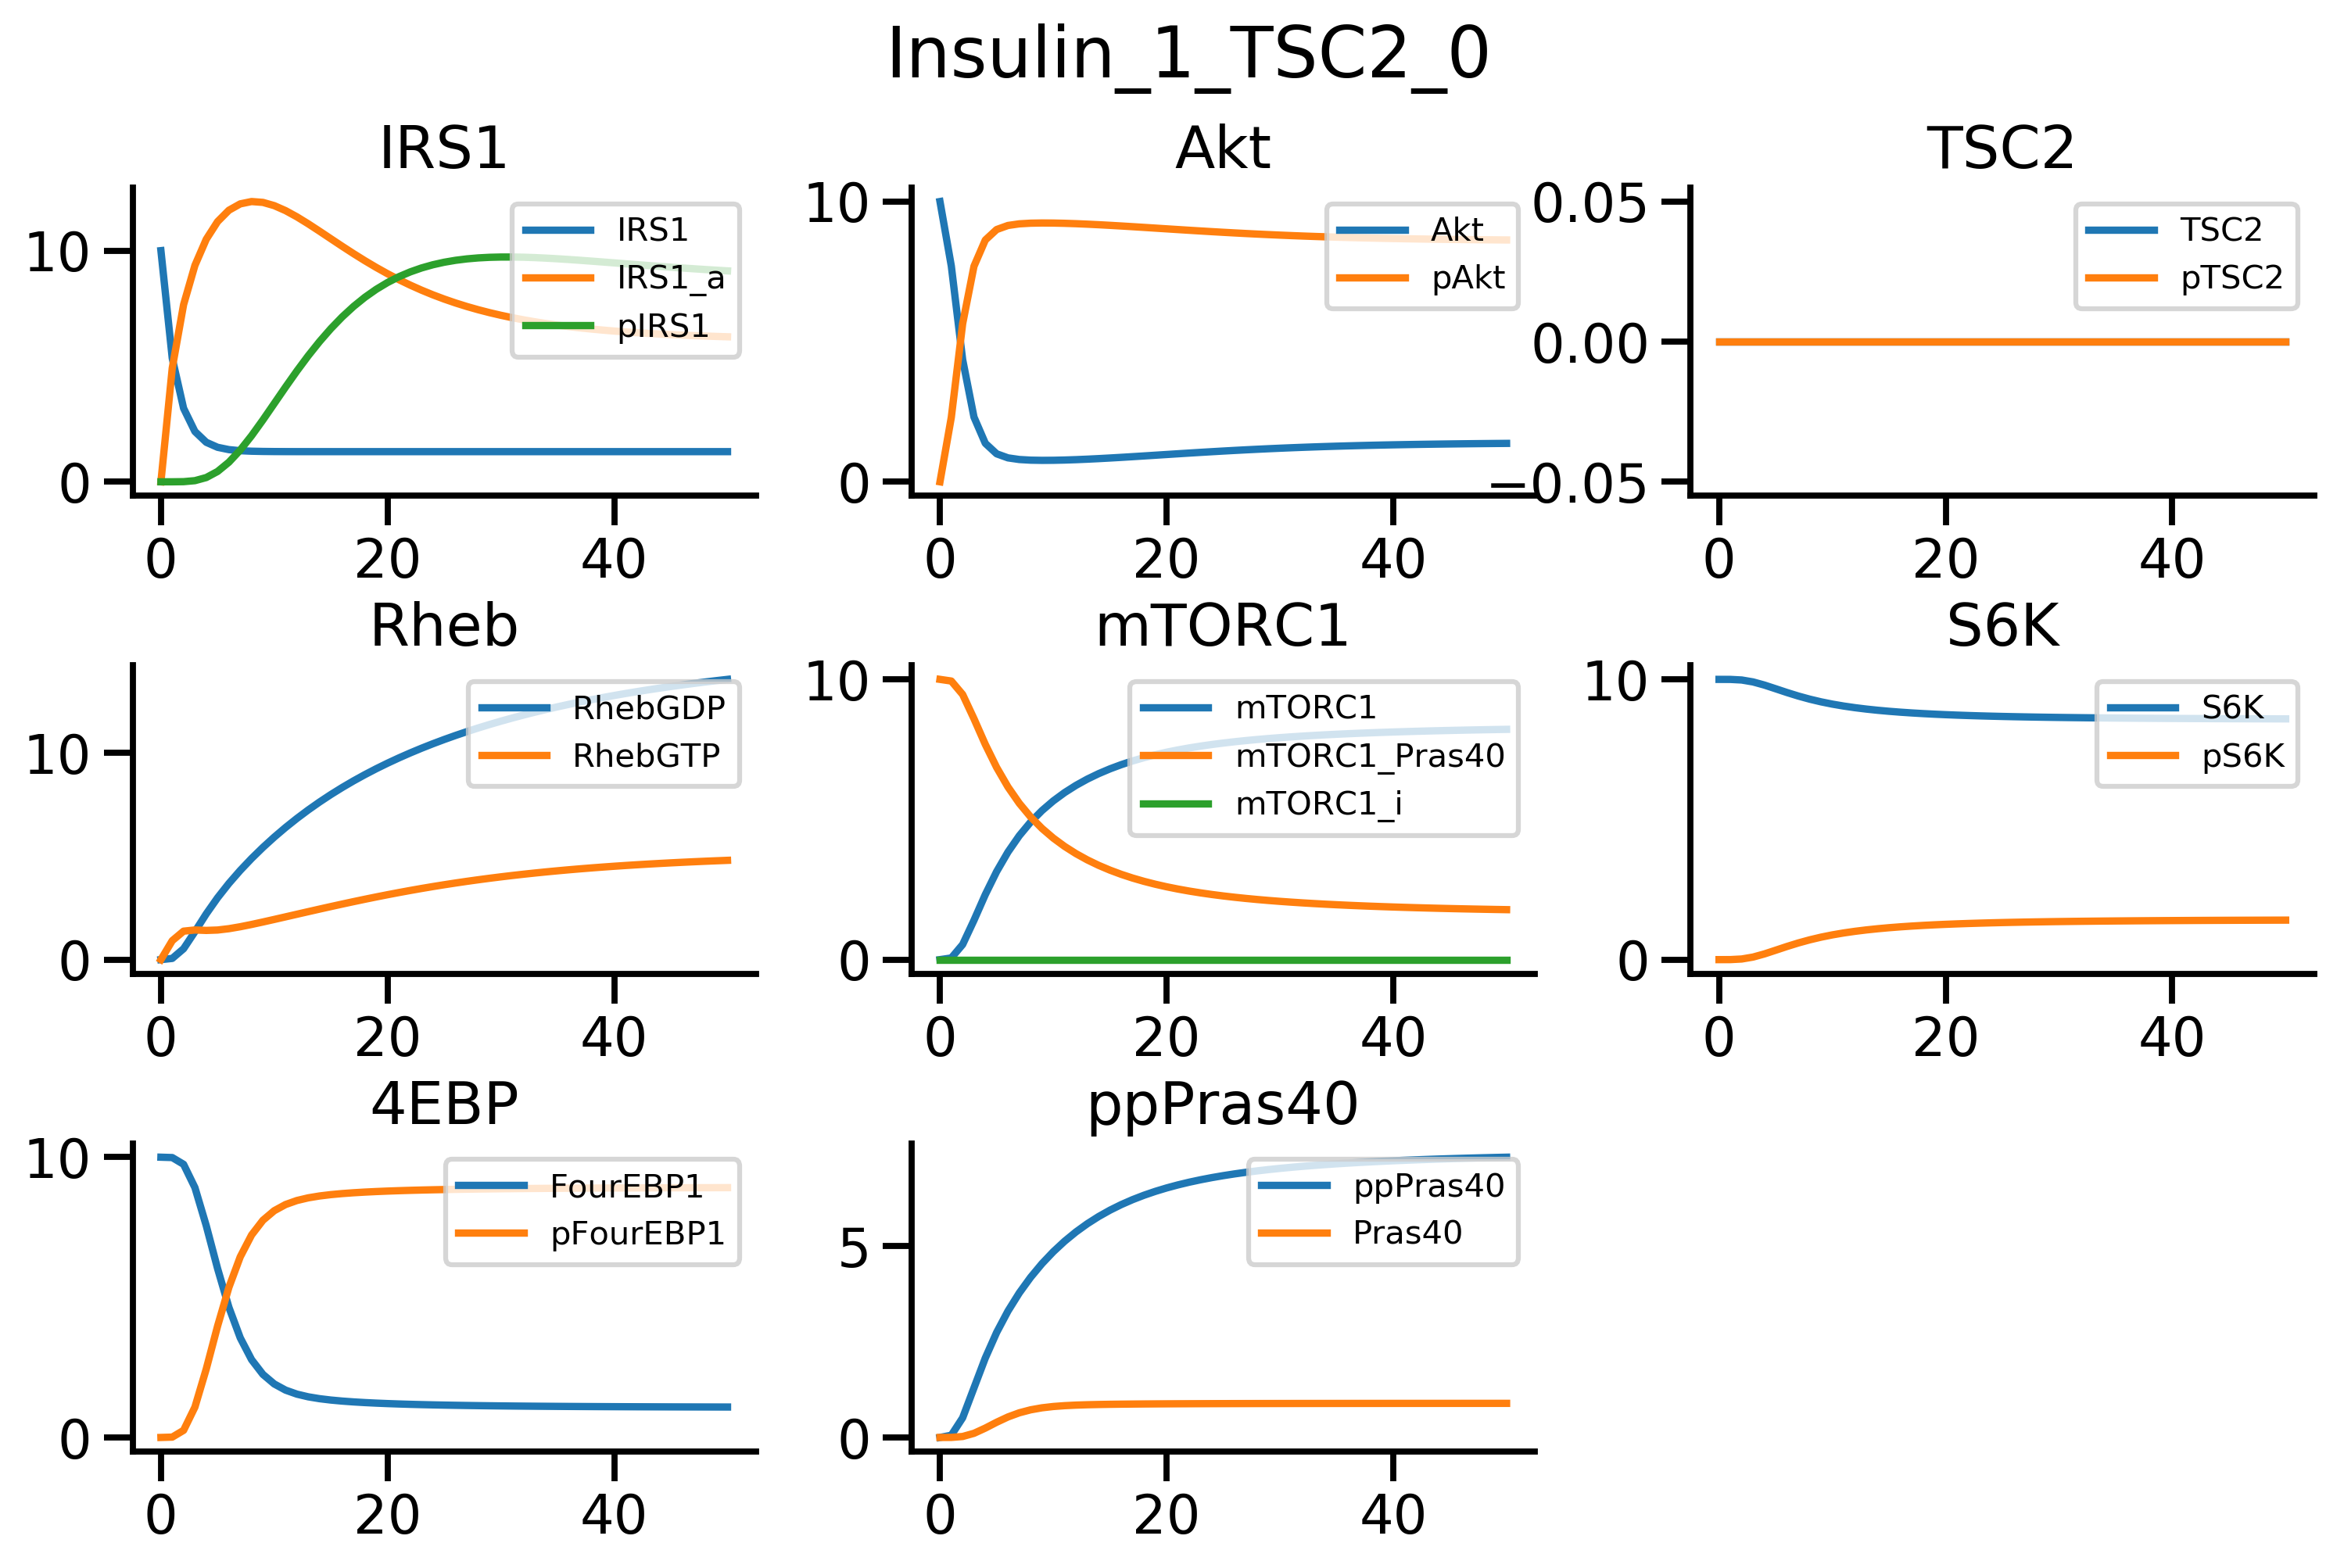 Insulin_1_TSC2_0
IRS1
10
0
0 20 40
IRS1
IRS1_a
pIRS1
Akt
10
0
0 20 40
Akt
pAkt
TSC2
0.05
0.00
−0.05
0 20 40
TSC2
pTSC2
Rheb
10
0
0 20 40
RhebGDP
RhebGTP
mTORC1
10
0
0 20 40
mTORC1
mTORC1_Pras40
mTORC1_i
S6K
10
0
0 20 40
S6K
pS6K
4EBP
10
0
0 20 40
FourEBP1
pFourEBP1
ppPras40
5
0
0 20 40
ppPras40
Pras40